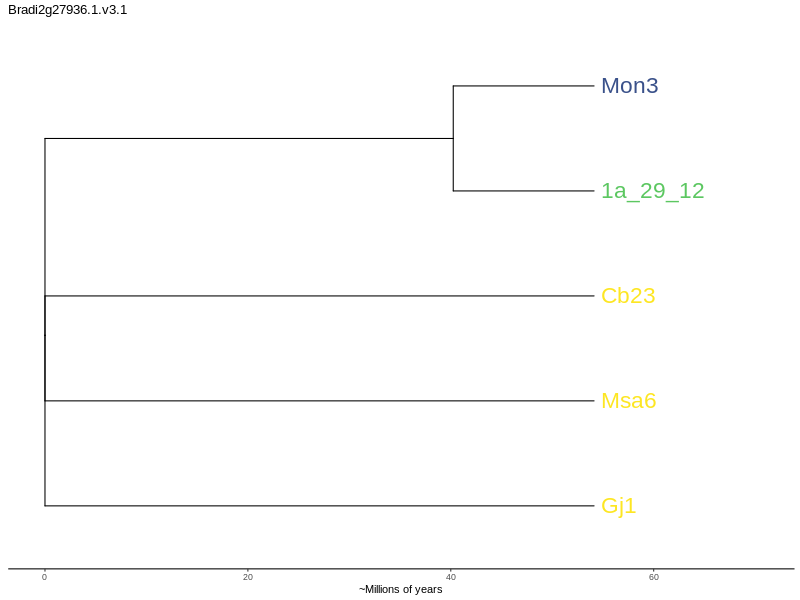 Bradi2g27936.1.v3.1
Mon3
1a_29_12
Cb23
Msa6
Gj1
0 20 40 60
~Millions of years